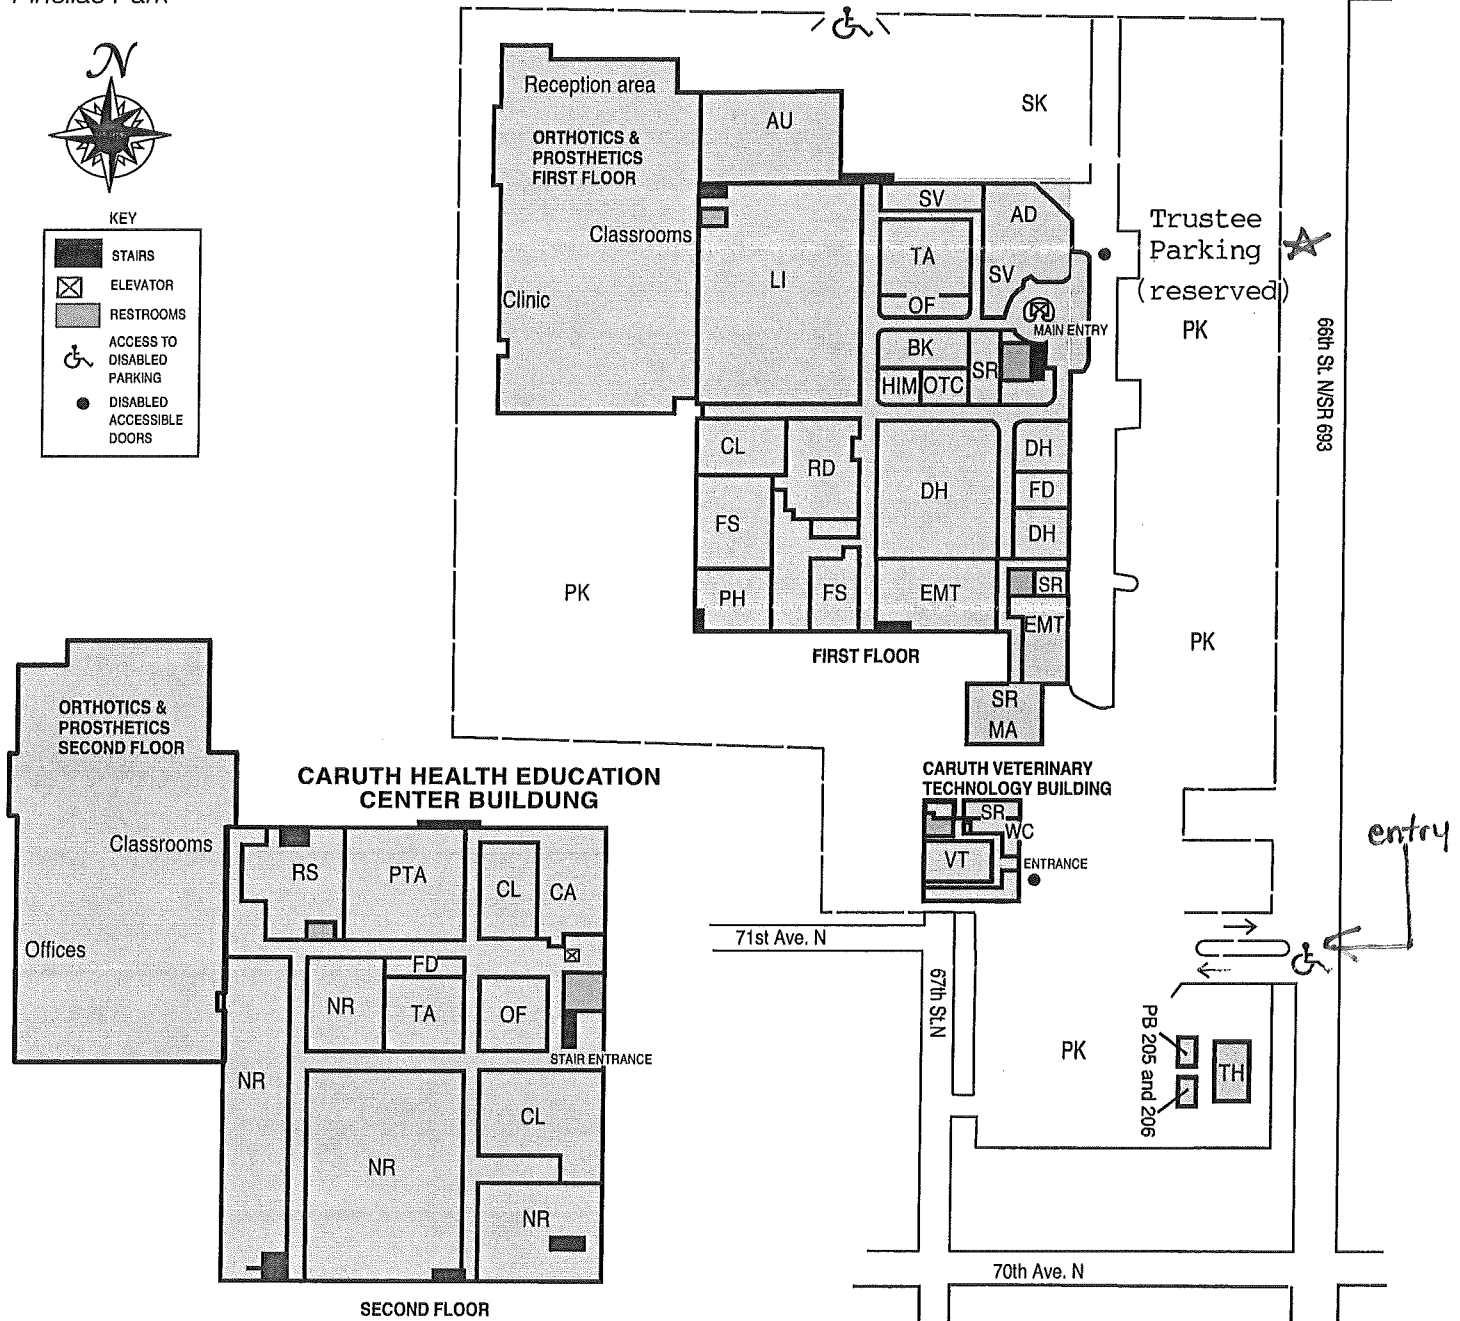 Pinellas Park
N
KEY
STAIRS
ELEVATOR
RESTROOMS
ACCESS TO
DISABLED
PARKING
DISABLED
ACCESSIBLE
DOORS
Reception area
ORTHOTICS &
PROSTHETICS
FIRST FLOOR
Classrooms
Clinic
AU
SK
SV
AD
TA
SV
LI
OF
MAIN ENTRY
BK
SR
HIM
OTC
Trustee
Parking
(reserved)
PK
66th St. N/SR 693
CL
RD
DH
DH
FD
FS
DH
PK
PH
FS
EMT
SR
EMT
PK
FIRST FLOOR
SR
MA
ORTHOTICS &
PROSTHETICS
SECOND FLOOR
Classrooms
Offices
CARUTH HEALTH EDUCATION
CENTER BUILDUNG
RS
PTA
CL
CA
FD
NR
TA
OF
STAIR ENTRANCE
NR
CL
NR
NR
SECOND FLOOR
CARUTH VETERINARY
TECHNOLOGY BUILDING
SR
WC
VT
ENTRANCE
entry
71st Ave. N
67th St.N
PK
PB 205 and 206
TH
70th Ave. N